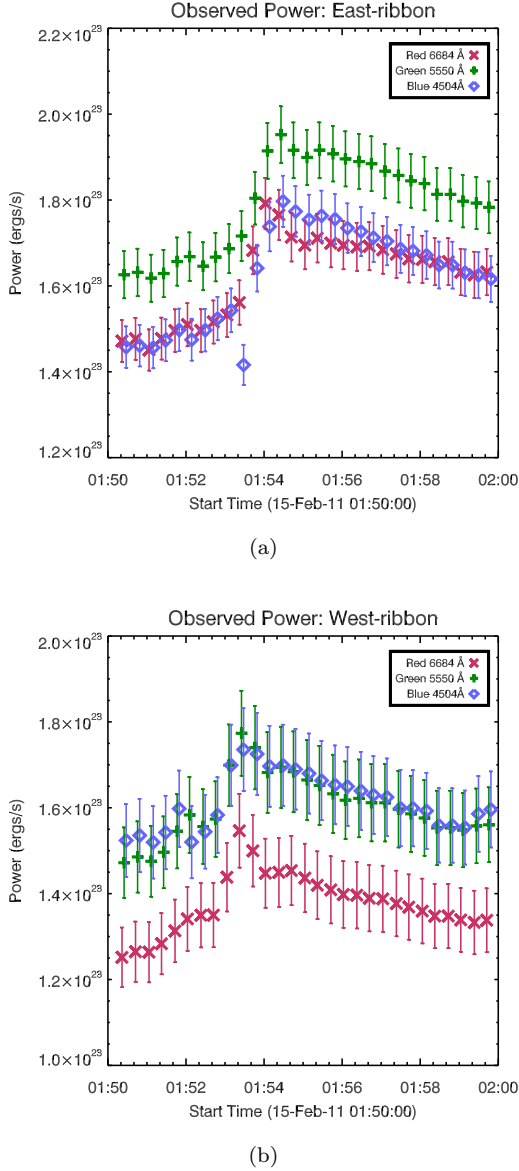 Observed Power: East-ribbon
2.2×10²³
Red 6684 Å
Green 5550 Å
Blue 4504Å
2.0×10²³
1.8×10²³
Power (ergs/s)
1.6×10²³
1.4×10²³
1.2×10²³
01:50 01:52 01:54 01:56 01:58 02:00
Start Time (15-Feb-11 01:50:00)
(a)
Observed Power: West-ribbon
2.0×10²³
Red 6684 Å
Green 5550 Å
Blue 4504Å
1.8×10²³
1.6×10²³
Power (ergs/s)
1.4×10²³
1.2×10²³
1.0×10²³
01:50 01:52 01:54 01:56 01:58 02:00
Start Time (15-Feb-11 01:50:00)
(b)